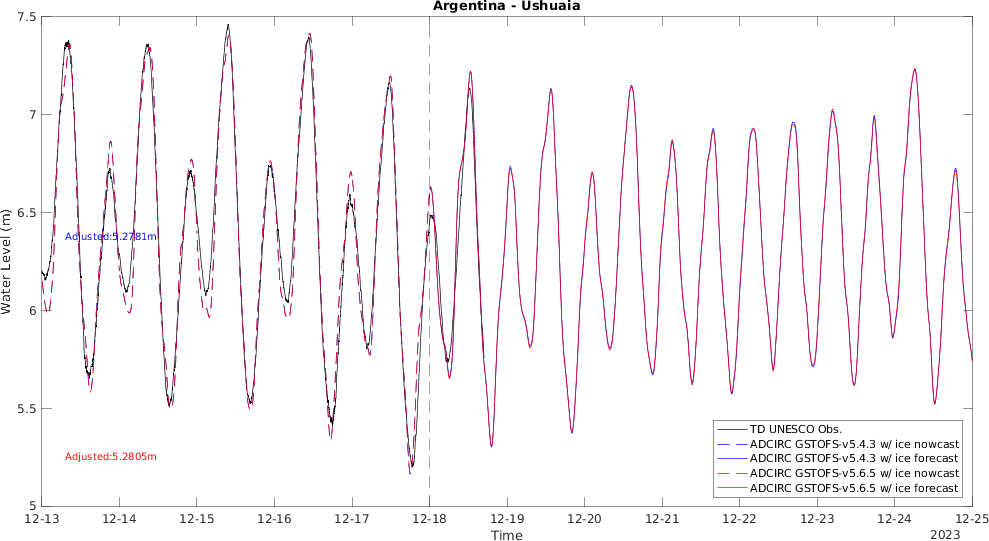 Argentina - Ushuaia
Water Level (m)
7.5
7
6.5
6
5.5
5
Adjusted:5.2781m
Adjusted:5.2805m
TD UNESCO Obs.
ADCIRC GSTOFS-v5.4.3 w/ ice nowcast
ADCIRC GSTOFS-v5.4.3 w/ ice forecast
ADCIRC GSTOFS-v5.6.5 w/ ice nowcast
ADCIRC GSTOFS-v5.6.5 w/ ice forecast
12-13 12-14 12-15 12-16 12-17 12-18 12-19 12-20 12-21 12-22 12-23 12-24 12-25
Time
2023